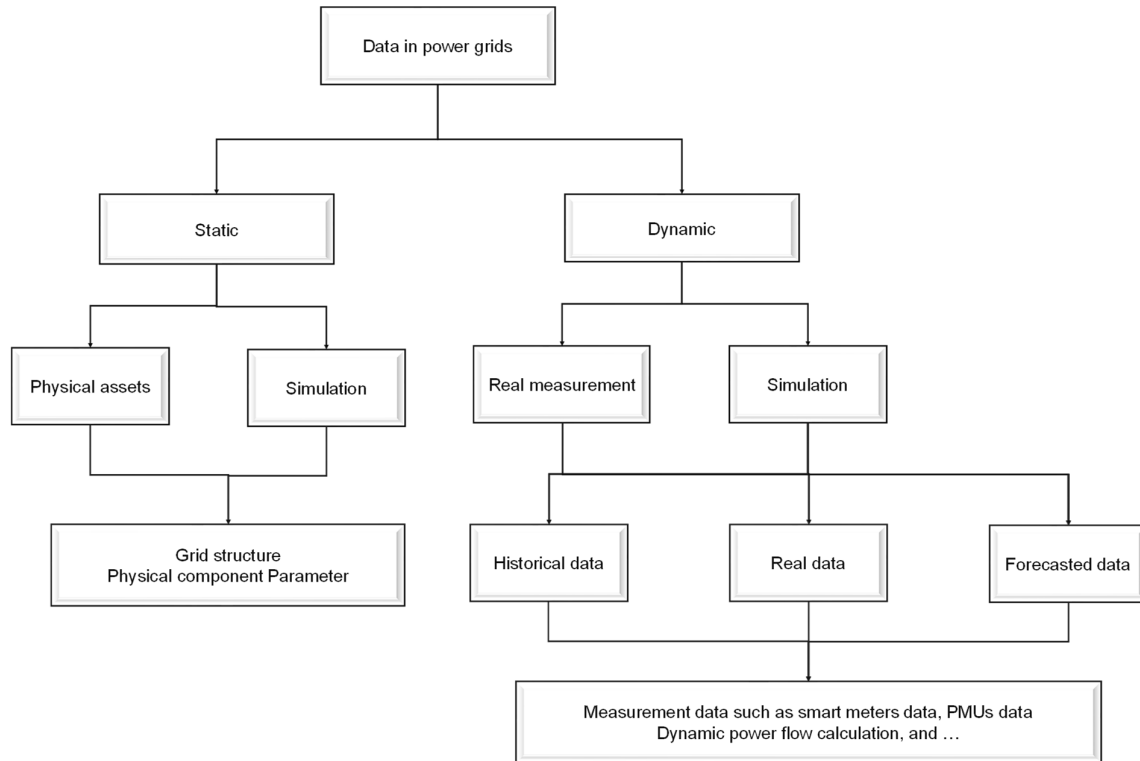 Data in power grids
Static
Dynamic
Physical assets
Simulation
Real measurement
Simulation
Grid structure
Physical component Parameter
Historical data
Real data
Forecasted data
Measurement data such as smart meters data, PMUs data
Dynamic power flow calculation, and …